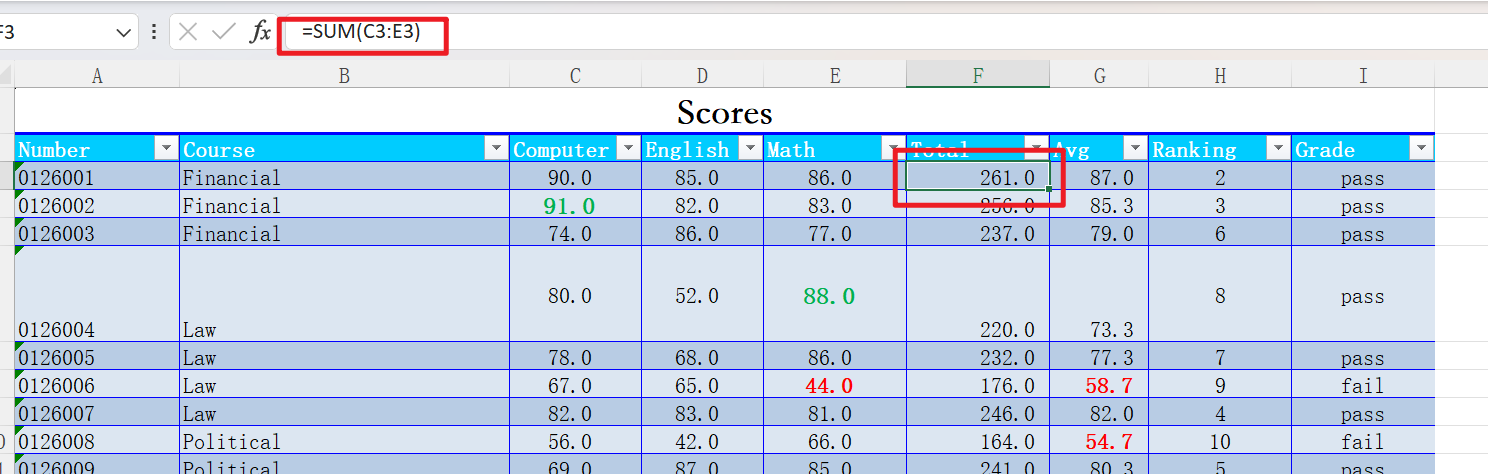 F3 fx =SUM(C3:E3)
A B C D E F G H I
Scores
Number Course Computer English Math Total Avg Ranking Grade
0126001 Financial 90.0 85.0 86.0 261.0 87.0 2 pass
0126002 Financial 91.0 82.0 83.0 256.0 85.3 3 pass
0126003 Financial 74.0 86.0 77.0 237.0 79.0 6 pass
0126004 Law 80.0 52.0 88.0 220.0 73.3 8 pass
0126005 Law 78.0 68.0 86.0 232.0 77.3 7 pass
0126006 Law 67.0 65.0 44.0 176.0 58.7 9 fail
0126007 Law 82.0 83.0 81.0 246.0 82.0 4 pass
0126008 Political 56.0 42.0 66.0 164.0 54.7 10 fail
0126009 Political 69.0 87.0 85.0 241.0 80.3 5 pass